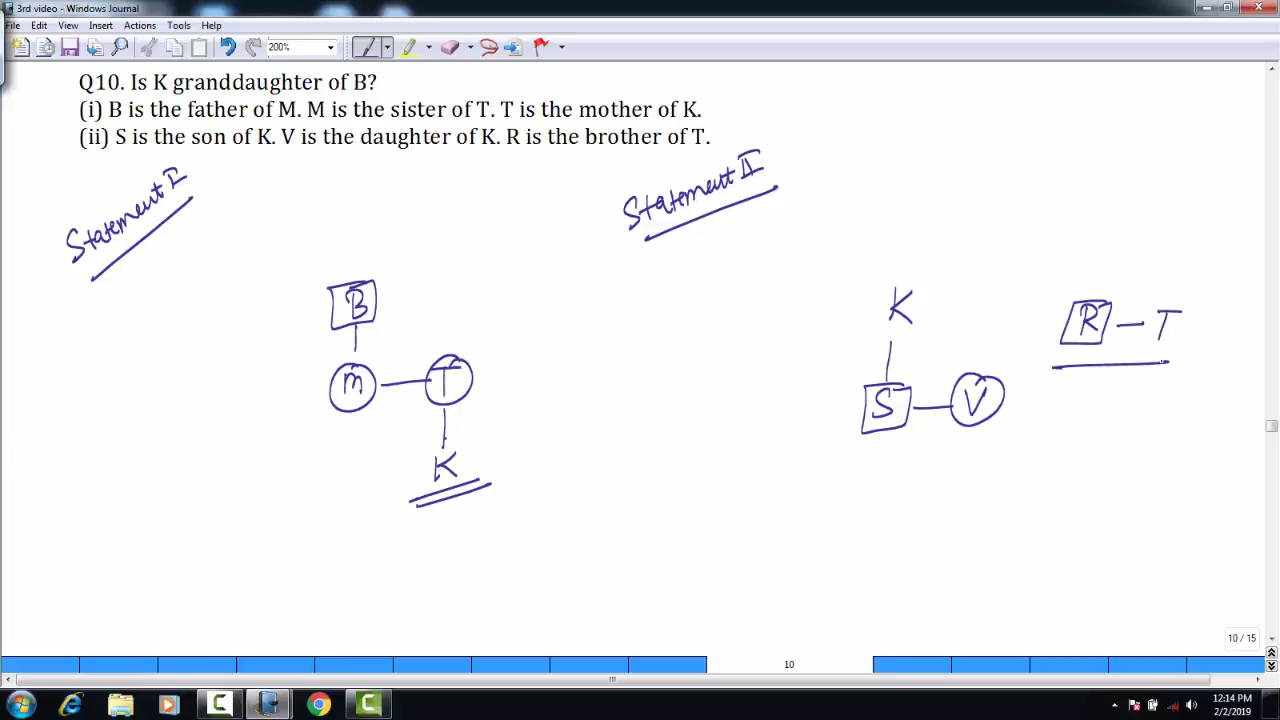 3rd video - Windows Journal
File Edit View Insert Actions Tools Help
200%
Q10. Is K granddaughter of B?
(i) B is the father of M. M is the sister of T. T is the mother of K.
(ii) S is the son of K. V is the daughter of K. R is the brother of T.
Statement I
Statement II
B
M T
K
K
R T
S V
10 / 15
10
12:14 PM
2/2/2019